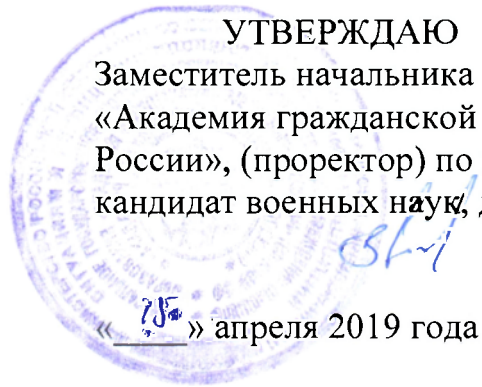 УТВЕРЖДАЮ
Заместитель начальника
«Академия гражданской
России», (проректор) по
кандидат военных наук,
«     » апреля 2019 года